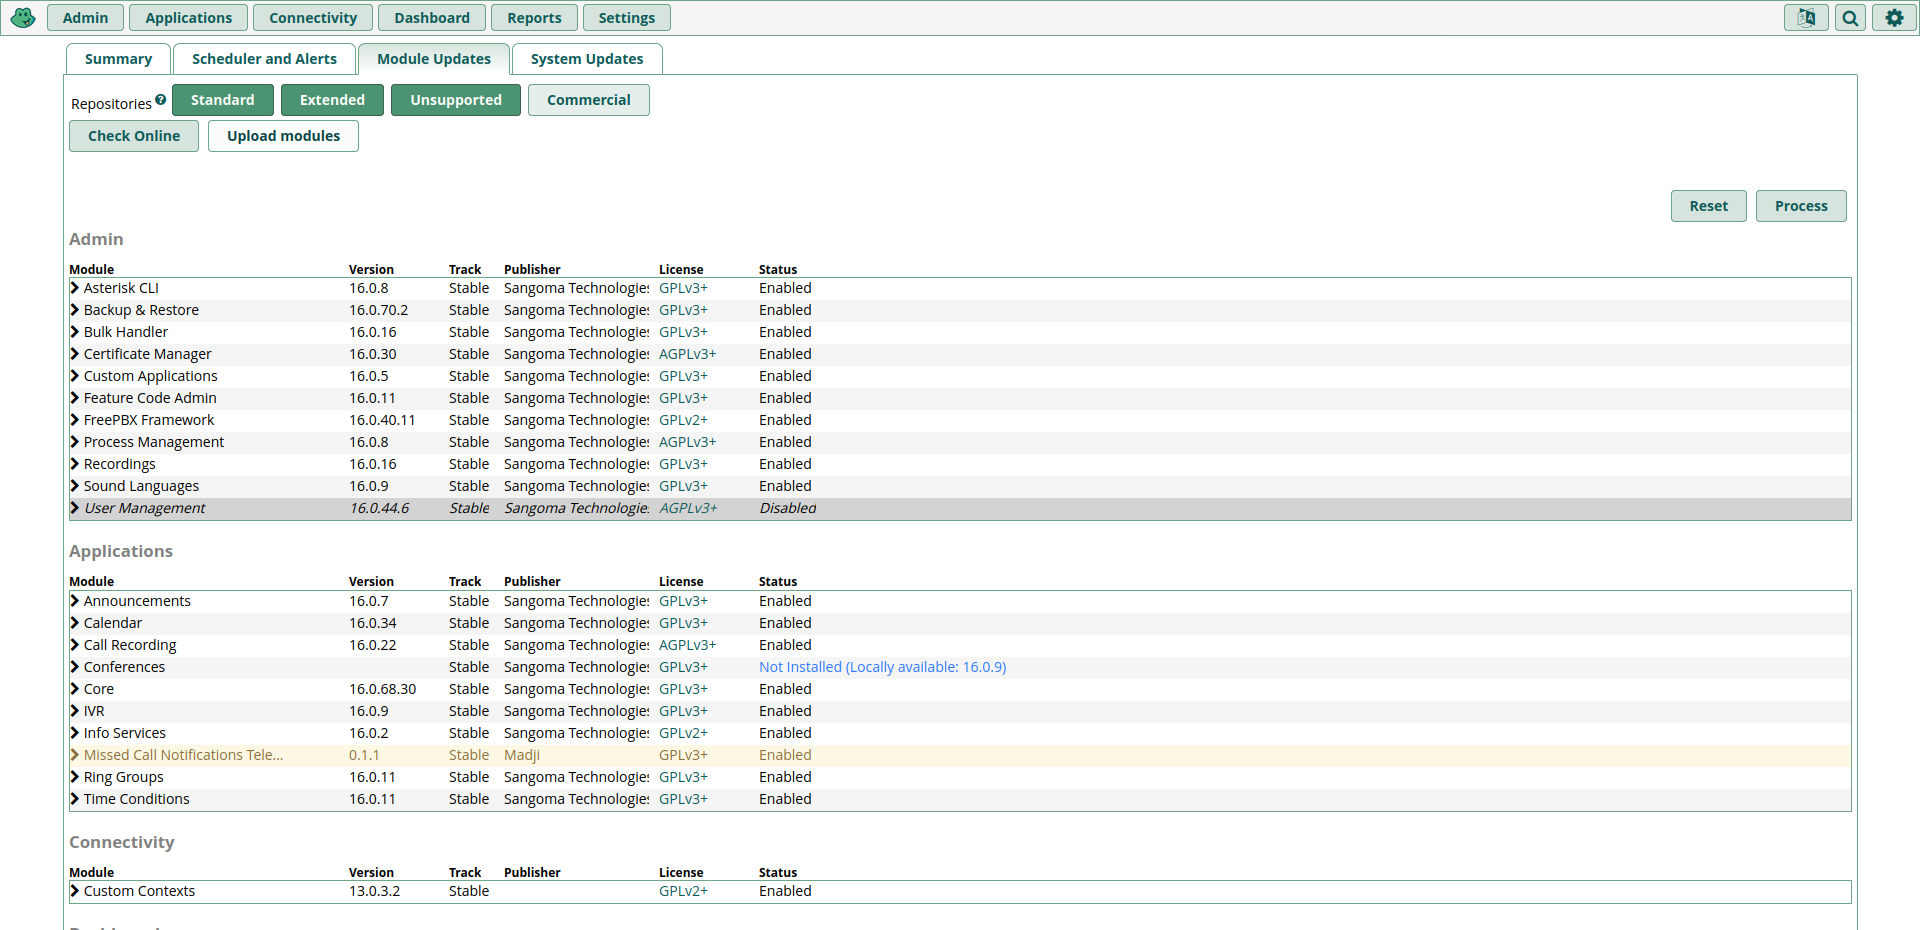 Admin Applications Connectivity Dashboard Reports Settings
Summary Scheduler and Alerts Module Updates System Updates
Repositories Standard Extended Unsupported Commercial
Check Online Upload modules
Reset Process
Admin
Module Version Track Publisher License Status
Asterisk CLI 16.0.8 Stable Sangoma Technologies GPLv3+ Enabled
Backup & Restore 16.0.70.2 Stable Sangoma Technologies GPLv3+ Enabled
Bulk Handler 16.0.16 Stable Sangoma Technologies GPLv3+ Enabled
Certificate Manager 16.0.30 Stable Sangoma Technologies AGPLv3+ Enabled
Custom Applications 16.0.5 Stable Sangoma Technologies GPLv3+ Enabled
Feature Code Admin 16.0.11 Stable Sangoma Technologies GPLv3+ Enabled
FreePBX Framework 16.0.40.11 Stable Sangoma Technologies GPLv2+ Enabled
Process Management 16.0.8 Stable Sangoma Technologies AGPLv3+ Enabled
Recordings 16.0.16 Stable Sangoma Technologies GPLv3+ Enabled
Sound Languages 16.0.9 Stable Sangoma Technologies GPLv3+ Enabled
User Management 16.0.44.6 Stable Sangoma Technologie AGPLv3+ Disabled
Applications
Module Version Track Publisher License Status
Announcements 16.0.7 Stable Sangoma Technologies GPLv3+ Enabled
Calendar 16.0.34 Stable Sangoma Technologies GPLv3+ Enabled
Call Recording 16.0.22 Stable Sangoma Technologies AGPLv3+ Enabled
Conferences Stable Sangoma Technologies GPLv3+ Not Installed (Locally available: 16.0.9)
Core 16.0.68.30 Stable Sangoma Technologies GPLv3+ Enabled
IVR 16.0.9 Stable Sangoma Technologies GPLv3+ Enabled
Info Services 16.0.2 Stable Sangoma Technologies GPLv2+ Enabled
Missed Call Notifications Tele... 0.1.1 Stable Madji GPLv3+ Enabled
Ring Groups 16.0.11 Stable Sangoma Technologies GPLv3+ Enabled
Time Conditions 16.0.11 Stable Sangoma Technologies GPLv3+ Enabled
Connectivity
Module Version Track Publisher License Status
Custom Contexts 13.0.3.2 Stable GPLv2+ Enabled